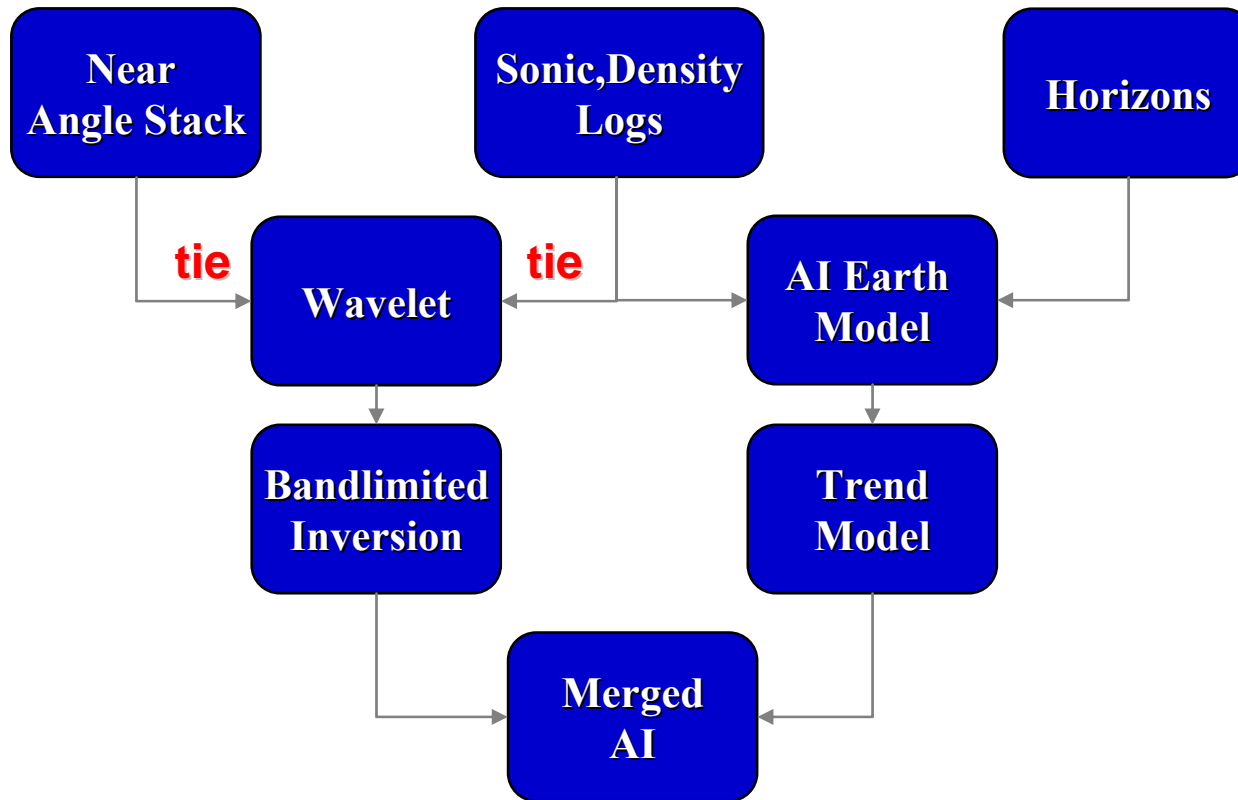 Near
Angle Stack
Sonic,Density
Logs
Horizons
tie
tie
Wavelet
AI Earth
Model
Bandlimited
Inversion
Trend
Model
Merged
AI